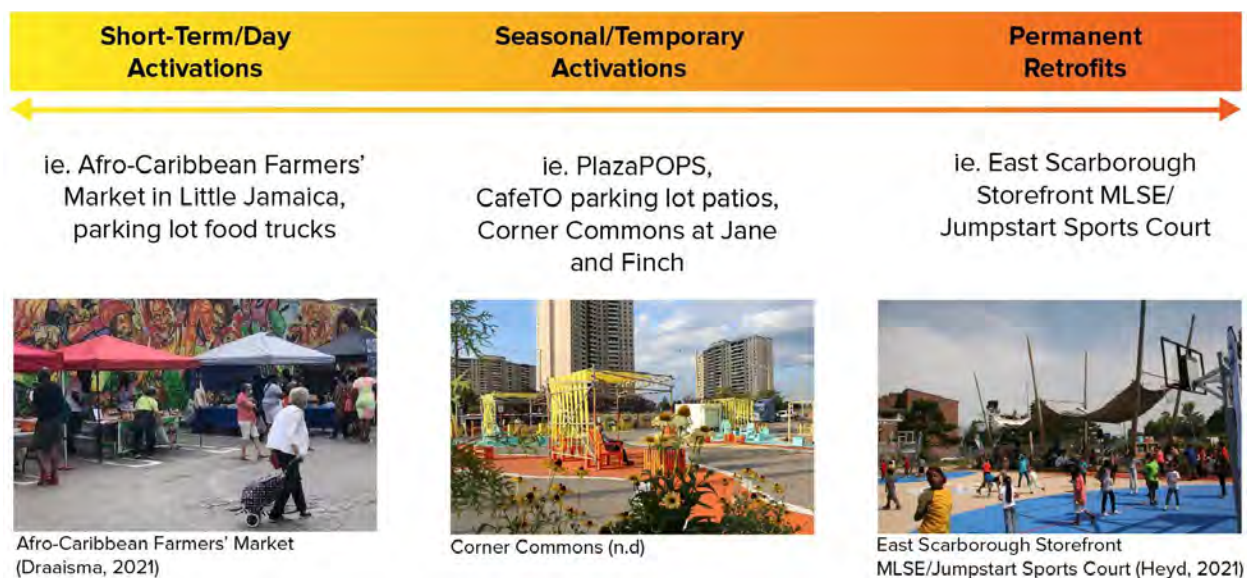 Short-Term/Day
Activations
Seasonal/Temporary
Activations
Permanent
Retrofits
ie. Afro-Caribbean Farmers’
Market in Little Jamaica,
parking lot food trucks
ie. PlazaPOPS,
CafeTO parking lot patios,
Corner Commons at Jane
and Finch
ie. East Scarborough
Storefront MLSE/
Jumpstart Sports Court
Afro-Caribbean Farmers’ Market
(Draaisma, 2021)
Corner Commons (n.d)
East Scarborough Storefront
MLSE/Jumpstart Sports Court (Heyd, 2021)